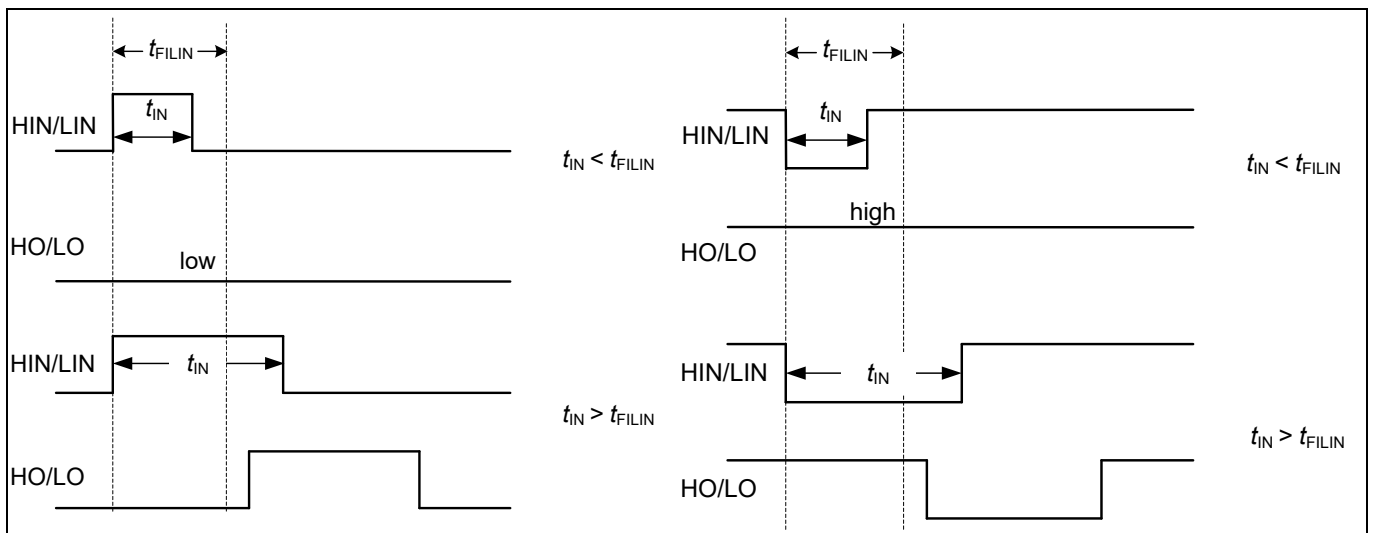 tFILIN
HIN/LIN
tIN
tIN < tFILIN
HO/LO
low
HIN/LIN
tIN
tIN > tFILIN
HO/LO
tFILIN
HIN/LIN
tIN
tIN < tFILIN
high
HO/LO
HIN/LIN
tIN
tIN > tFILIN
HO/LO